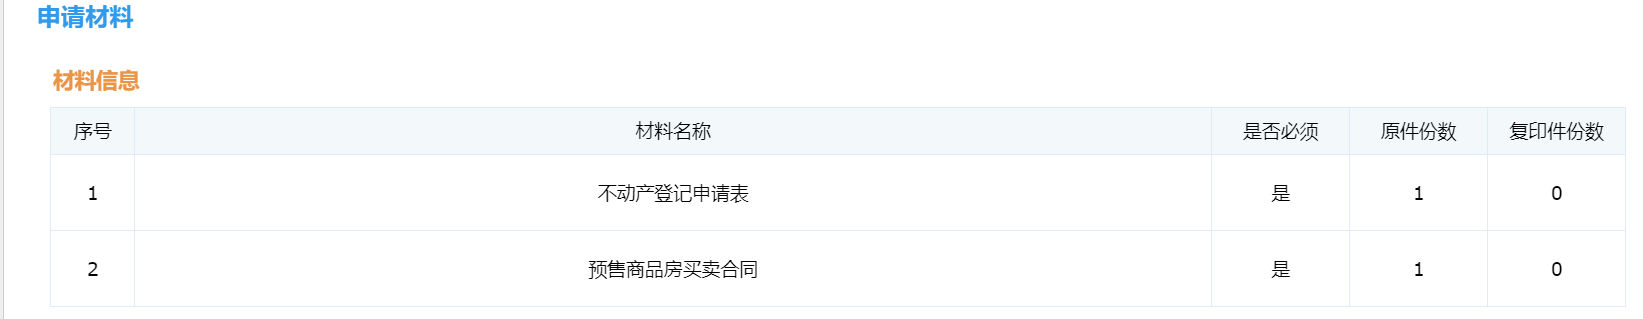 申请材料
材料信息
序号 材料名称 是否必须 原件份数 复印件份数
1 不动产登记申请表 是 1 0
2 预售商品房买卖合同 是 1 0